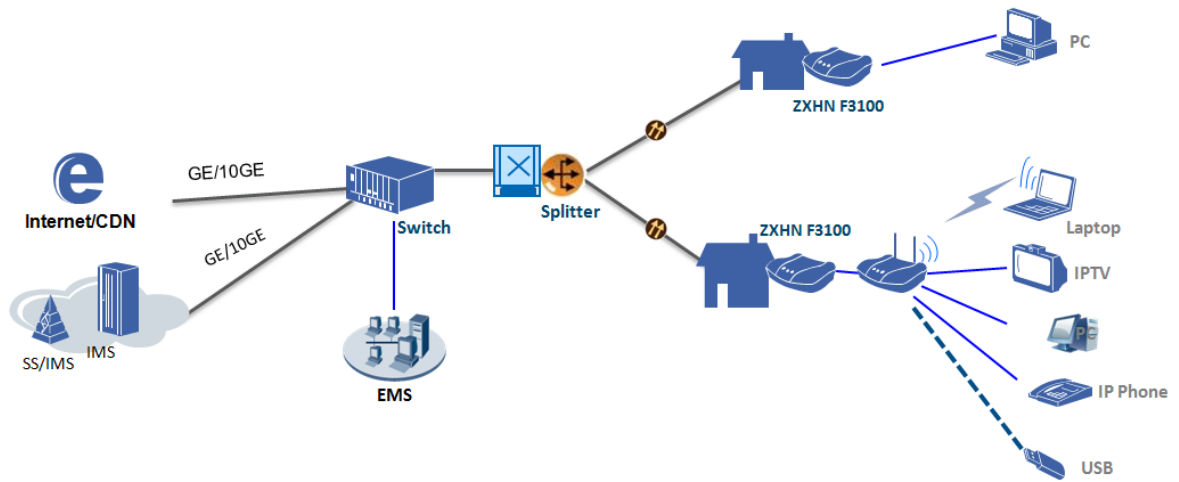 PC
ZXHN F3100
GE/10GE
Internet/CDN
Splitter
Switch
GE/10GE
ZXHN F3100
Laptop
IPTV
P
IMS
SS/IMS
EMS
IP Phone
USB